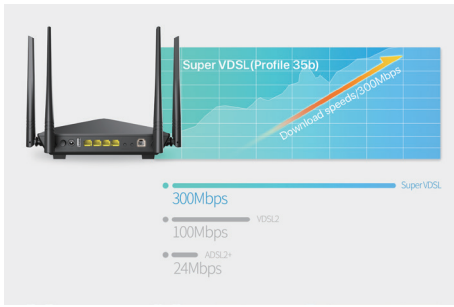 Super VDSL(Profile 35b)
Download speeds/300Mbps
Super VDSL
300Mbps
VDSL2
100Mbps
ADSL2+
24Mbps